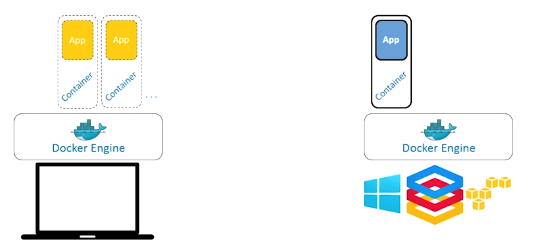 App
App
Container
Container
. . .
Docker Engine
App
Container
Docker Engine